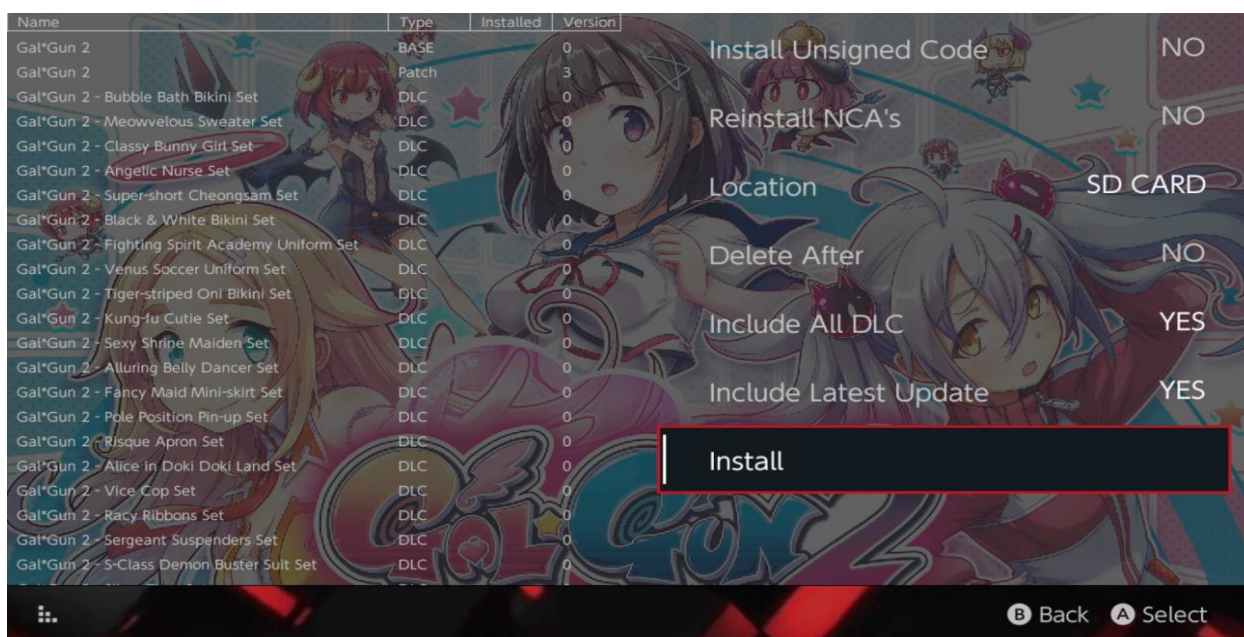 Name Type Installed Version
Gal*Gun 2 BASE 0
Gal*Gun 2 Patch 3
Gal*Gun 2 - Bubble Bath Bikini Set DLC 0
Gal*Gun 2 - Meowvelous Sweater Set DLC 0
Gal*Gun 2 - Classy Bunny Girl Set DLC 0
Gal*Gun 2 - Angelic Nurse Set DLC 0
Gal*Gun 2 - Super-short Cheongsam Set DLC 0
Gal*Gun 2 - Black & White Bikini Set DLC 0
Gal*Gun 2 - Fighting Spirit Academy Uniform Set DLC 0
Gal*Gun 2 - Venus Soccer Uniform Set DLC 0
Gal*Gun 2 - Tiger-striped Oni Bikini Set DLC 0
Gal*Gun 2 - Kung-fu Cutie Set DLC 0
Gal*Gun 2 - Sexy Shrine Maiden Set DLC 0
Gal*Gun 2 - Alluring Belly Dancer Set DLC 0
Gal*Gun 2 - Fancy Maid Mini-skirt Set DLC 0
Gal*Gun 2 - Pole Position Pin-up Set DLC 0
Gal*Gun 2 - Risque Apron Set DLC 0
Gal*Gun 2 - Alice in Doki Doki Land Set DLC 0
Gal*Gun 2 - Vice Cop Set DLC 0
Gal*Gun 2 - Racy Ribbons Set DLC 0
Gal*Gun 2 - Sergeant Suspenders Set DLC 0
Gal*Gun 2 - S-Class Demon Buster Suit Set DLC 0
Install Unsigned Code NO
Reinstall NCA's NO
Location SD CARD
Delete After NO
Include All DLC YES
Include Latest Update YES
Install
GAL GUN 2
B Back A Select